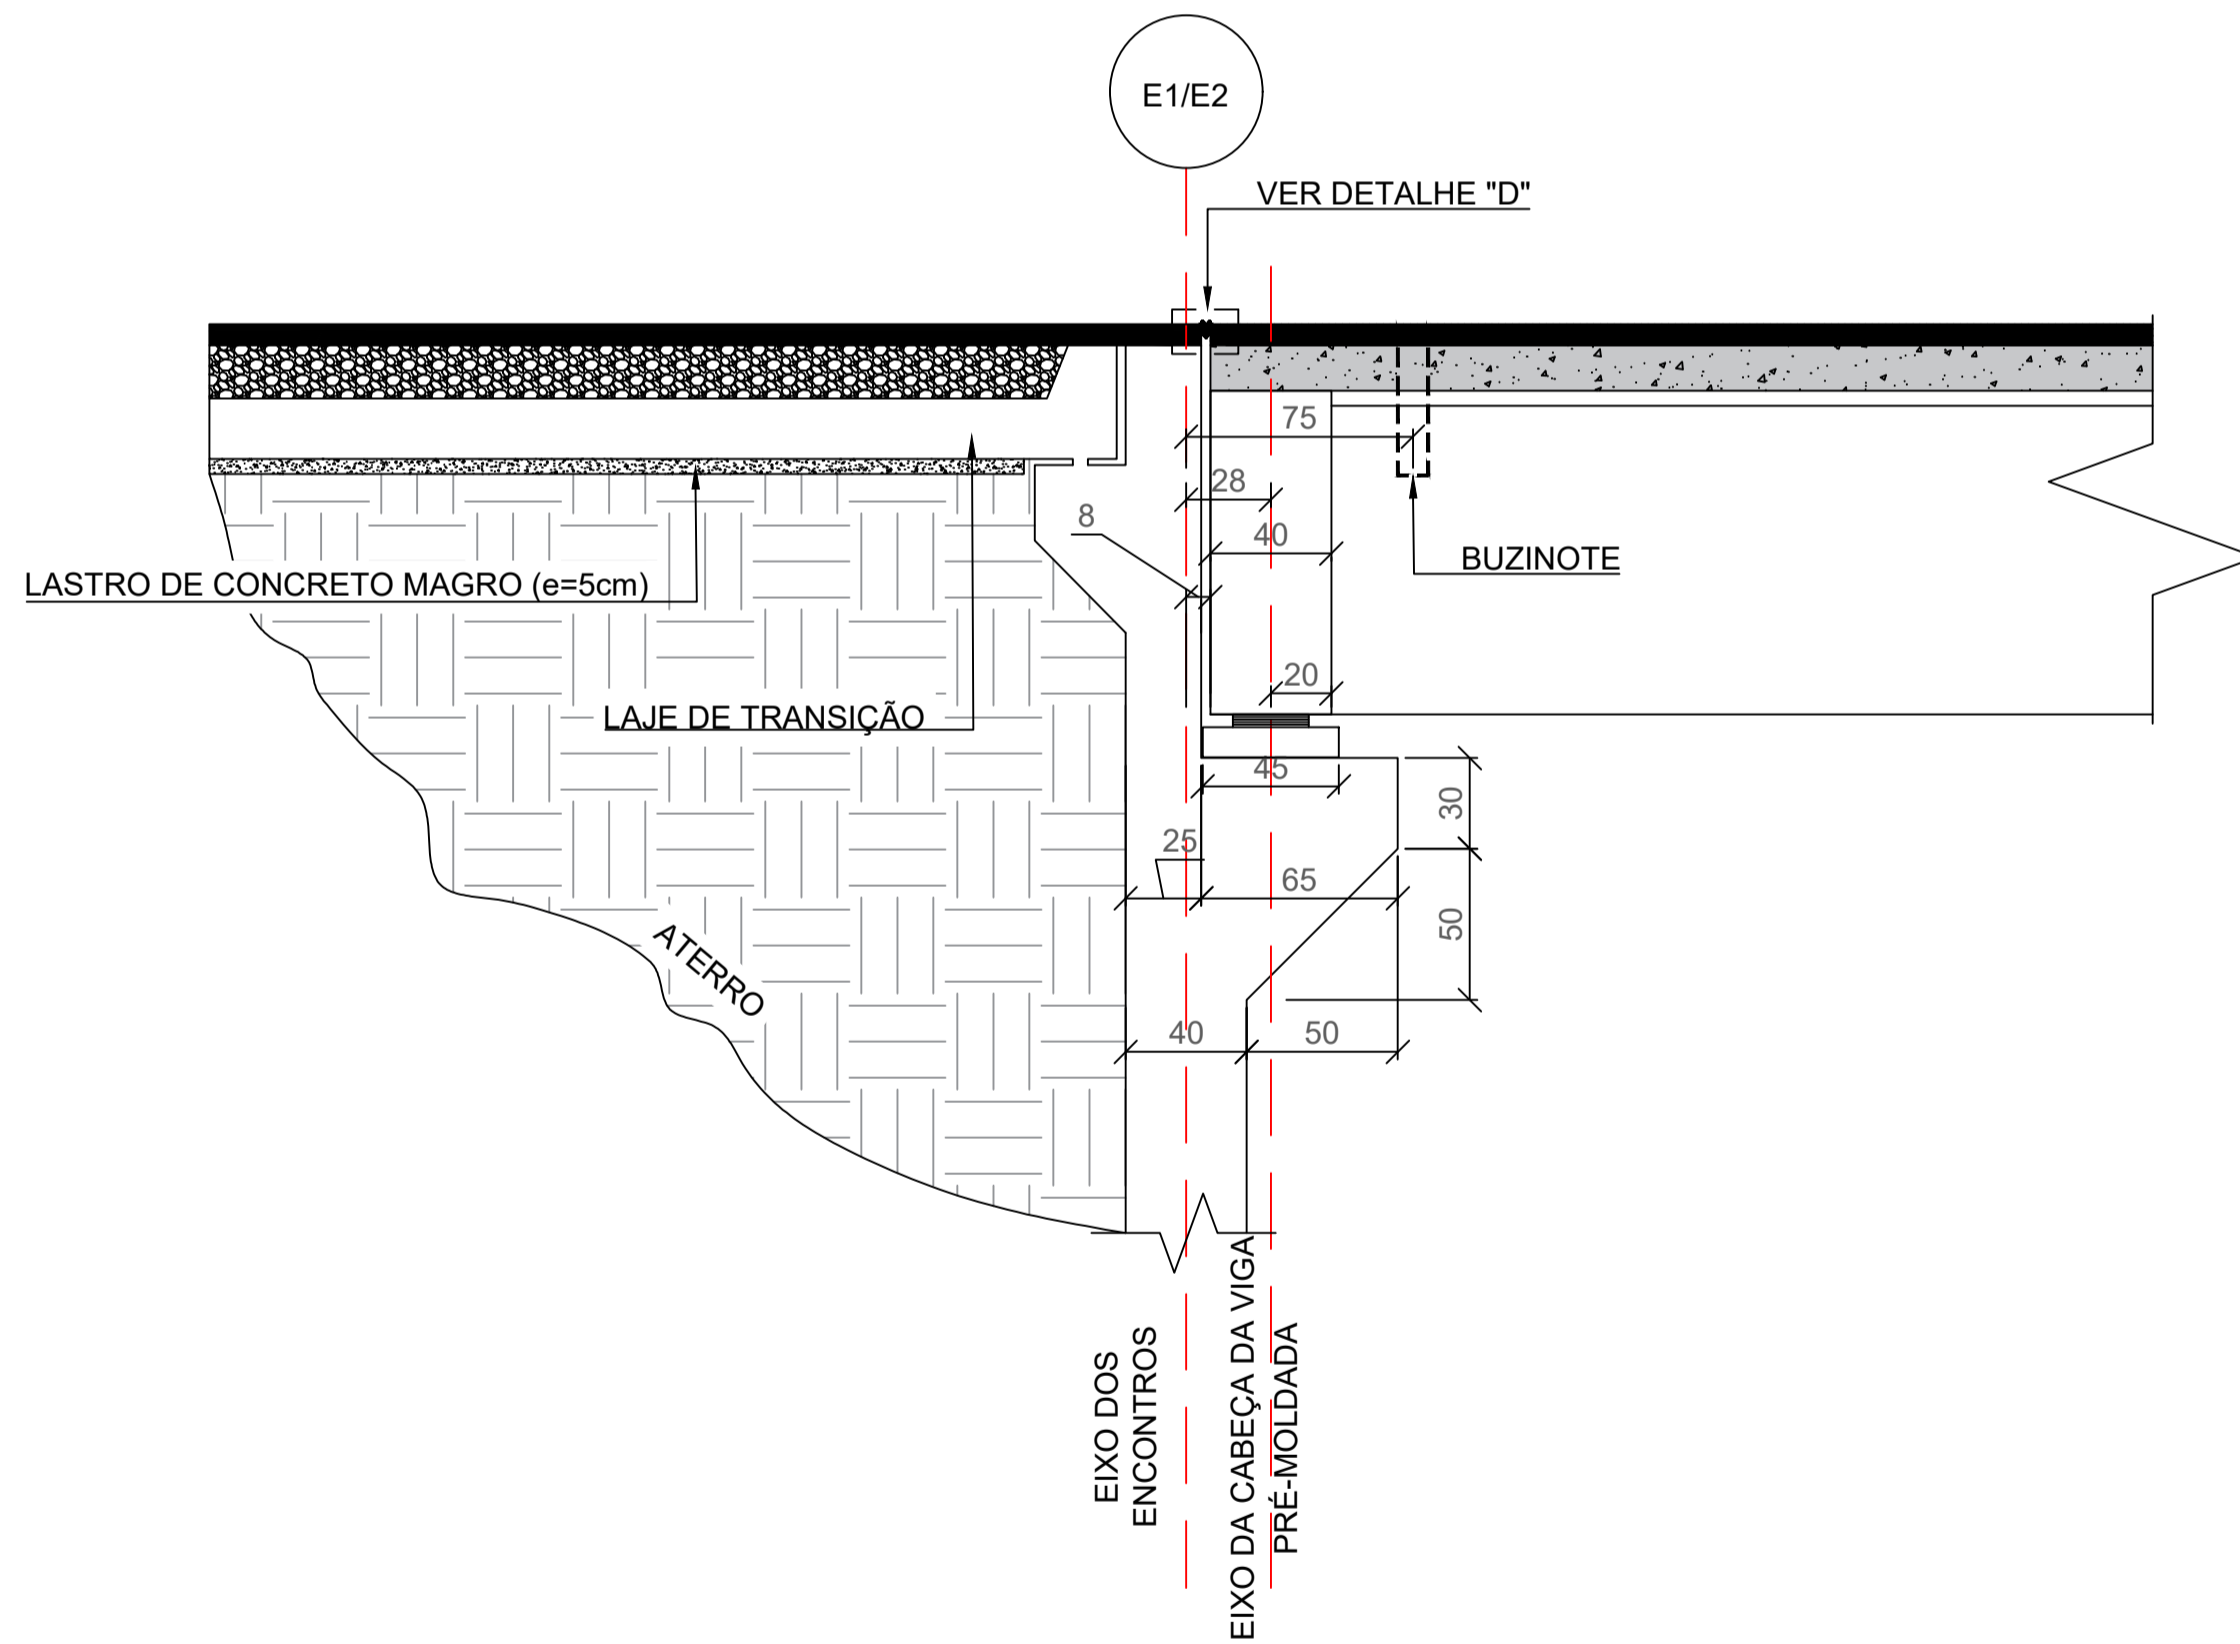 E1/E2
VER DETALHE "D"
75
28
8
40
BUZINOTE
LASTRO DE CONCRETO MAGRO (e=5cm)
20
LAJE DE TRANSIÇÃO
45
30
25
65
50
ATERRO
40
50
EIXO DOS
ENCONTROS
EIXO DA CABEÇA DA VIGA
PRÉ-MOLDADA